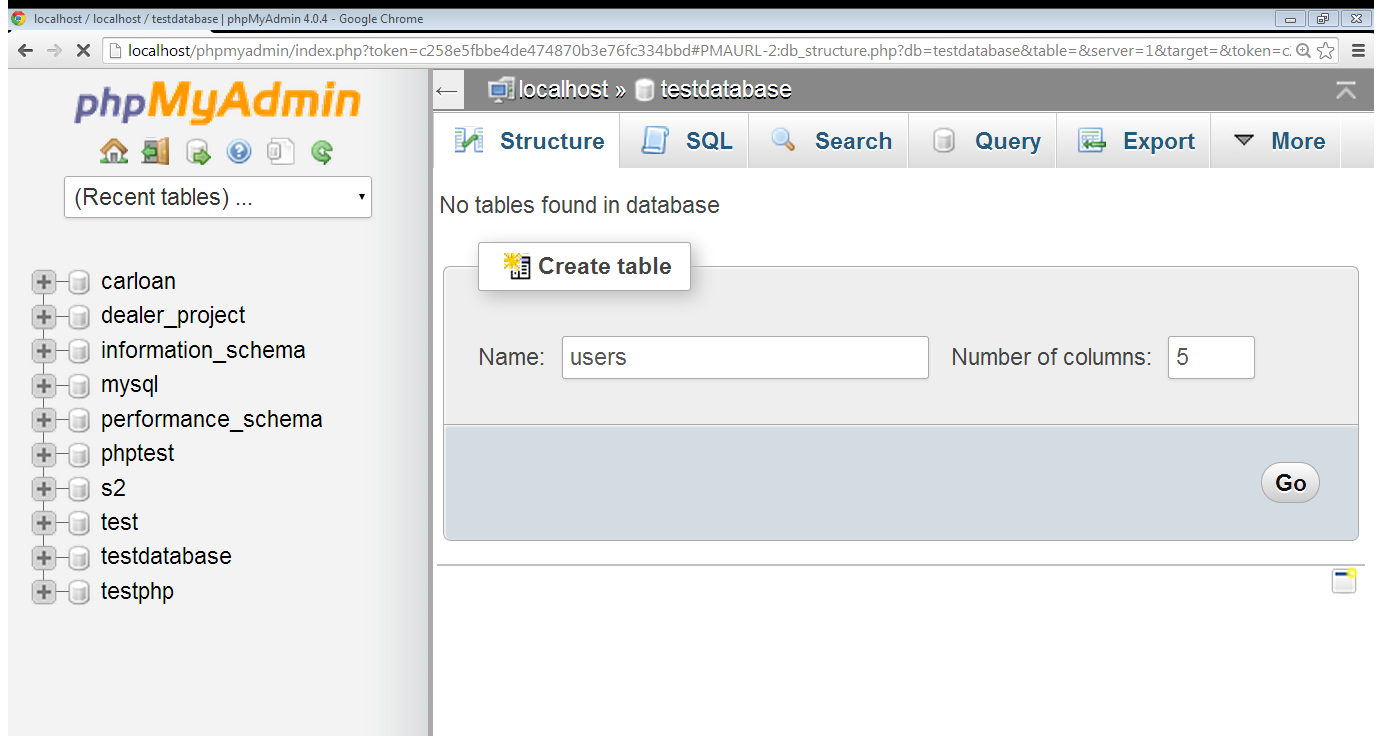 localhost / localhost / testdatabase | phpMyAdmin 4.0.4 - Google Chrome
localhost/phpmyadmin/index.php?token=c258e5fbbe4de474870b3e76fc334bbd#PMAURL-2:db_structure.php?db=testdatabase&table=&server=1&target=&token=c
phpMyAdmin
(Recent tables) ...
carloan
dealer_project
information_schema
mysql
performance_schema
phptest
s2
test
testdatabase
testphp
localhost » testdatabase
Structure SQL Search Query Export More
No tables found in database
Create table
Name: users Number of columns: 5
Go